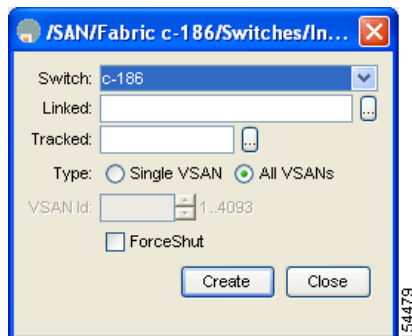 /SAN/Fabric c-186/Switches/In...
Switch: c-186
Linked: ...
Tracked: ...
Type: Single VSAN All VSANs
VSAN Id: 1..4093
ForceShut
Create Close
54479